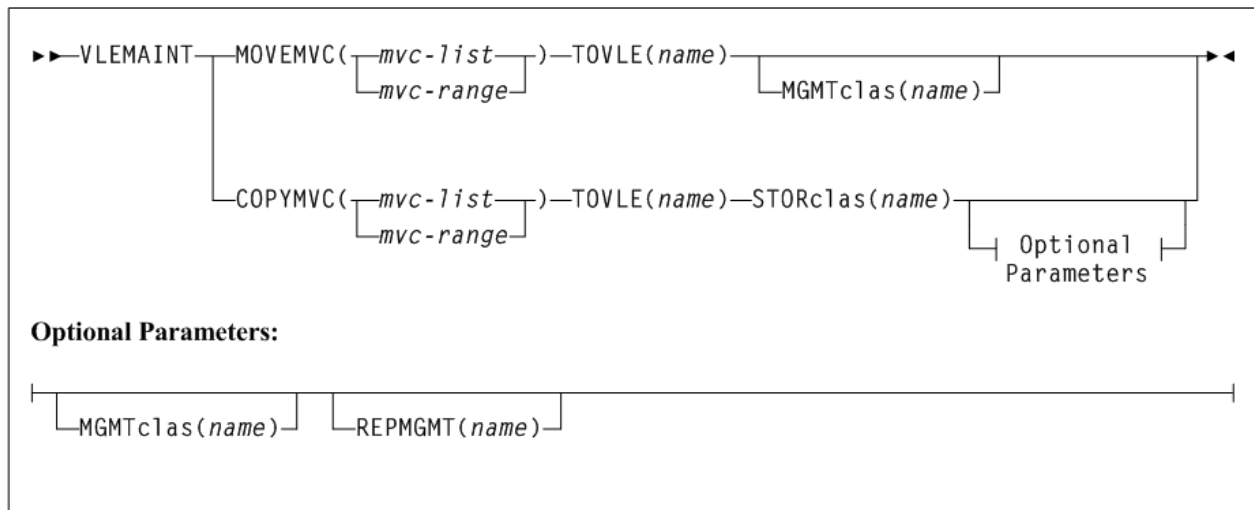 VLEMAINT MOVEMVC( mvc-list ) TOVLE(name)
mvc-range MGMTclas(name)
COPYMVC( mvc-list ) TOVLE(name) STORclas(name)
mvc-range Optional
Parameters
Optional Parameters:
MGMTclas(name) REPMGMT(name)